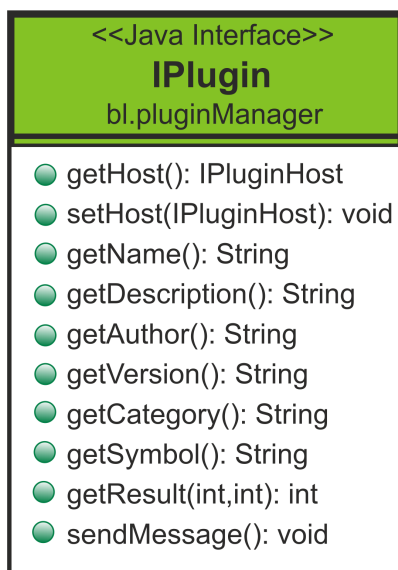 <<Java Interface>>
IPlugin
bl.pluginManager
getHost(): IPluginHost
setHost(IPluginHost): void
getName(): String
getDescription(): String
getAuthor(): String
getVersion(): String
getCategory(): String
getSymbol(): String
getResult(int,int): int
sendMessage(): void